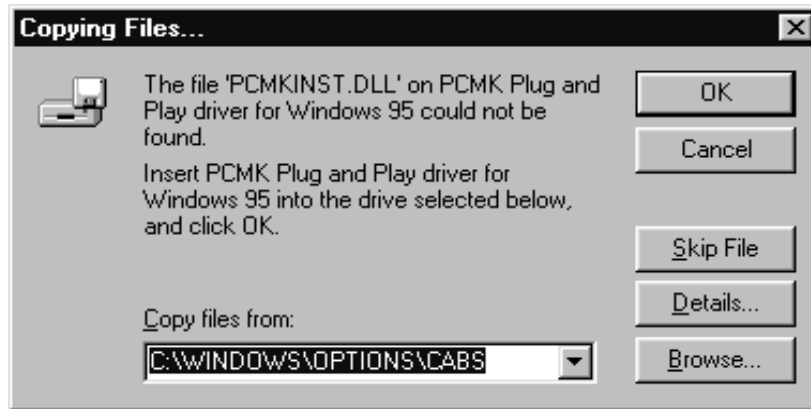 Copying Files...
The file 'PCMKINST.DLL' on PCMK Plug and
Play driver for Windows 95 could not be
found.
Insert PCMK Plug and Play driver for
Windows 95 into the drive selected below,
and click OK.
Copy files from:
C:\WINDOWS\OPTIONS\CABS
OK
Cancel
Skip File
Details...
Browse...